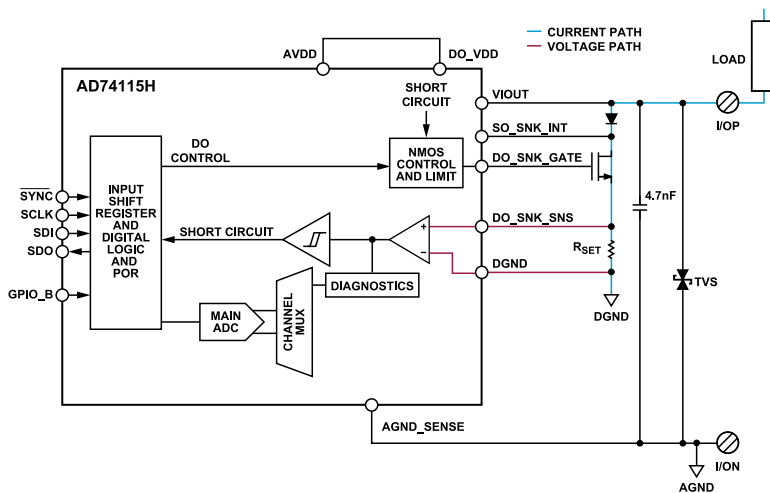 CURRENT PATH
VOLTAGE PATH
LOAD
AVDD
DO_VDD
AD74115H
SHORT
CIRCUIT
VIOUT
I/OP
SO_SNK_INT
DO
CONTROL
NMOS
CONTROL
AND LIMIT
DO_SNK_GATE
SYNC
SCLK
SDI
SDO
GPIO_B
INPUT
SHIFT
REGISTER
AND
DIGITAL
LOGIC
AND
POR
4.7nF
SHORT CIRCUIT
+
–
DO_SNK_SNS
RSET
DGND
DIAGNOSTICS
MAIN
ADC
CHANNEL
MUX
DGND
TVS
AGND_SENSE
I/ON
AGND